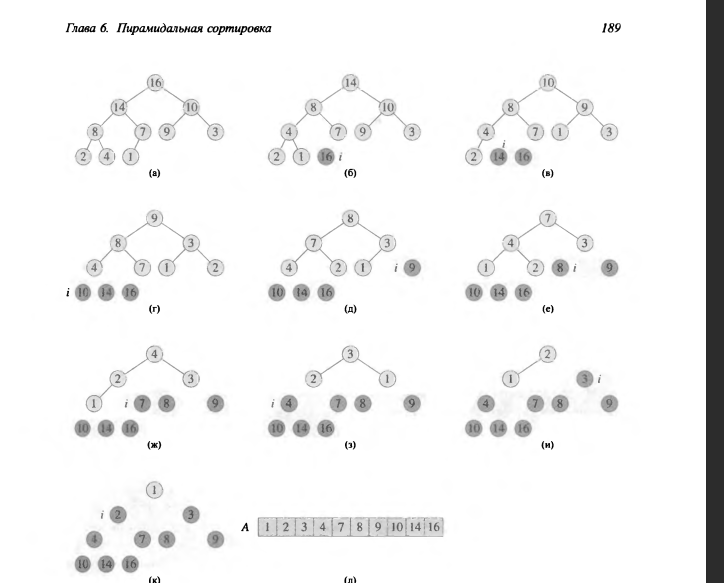 Глава 6. Пирамидальная сортировка 189
16 14 10
14 10 8 10 8 9
8 7 9 3 4 7 9 3 4 7 1 3
2 4 1 2 1 16 i 2 i 14 16
(а) (б) (в)
9 8 7
8 3 7 3 4 3
4 7 1 2 4 2 1 i 9 1 2 8 i 9
i 10 14 16 10 14 16 10 14 16
(г) (д) (е)
4 3 2
2 3 2 1 1 3 i
1 i 7 8 9 i 4 7 8 9 4 7 8 9
10 14 16 10 14 16 10 14 16
(ж) (з) (и)
1
i 2 3
A 1 2 3 4 7 8 9 10 14 16
4 7 8 9
10 14 16
(к) (л)